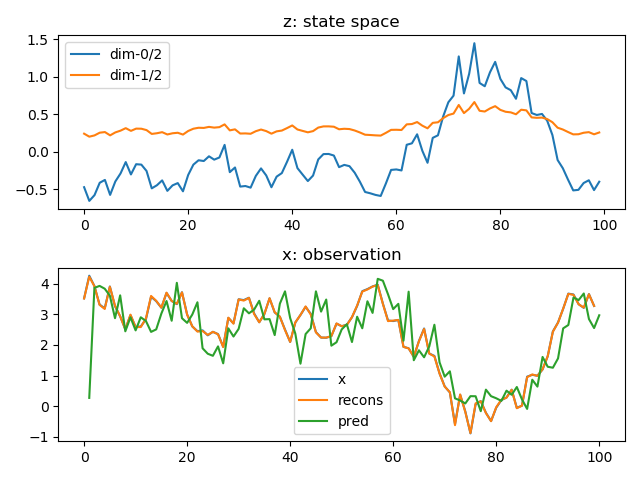 z: state space
1.5
1.0
0.5
0.0
−0.5
dim-0/2
dim-1/2
0 20 40 60 80 100
x: observation
4
3
2
1
0
−1
x
recons
pred
0 20 40 60 80 100